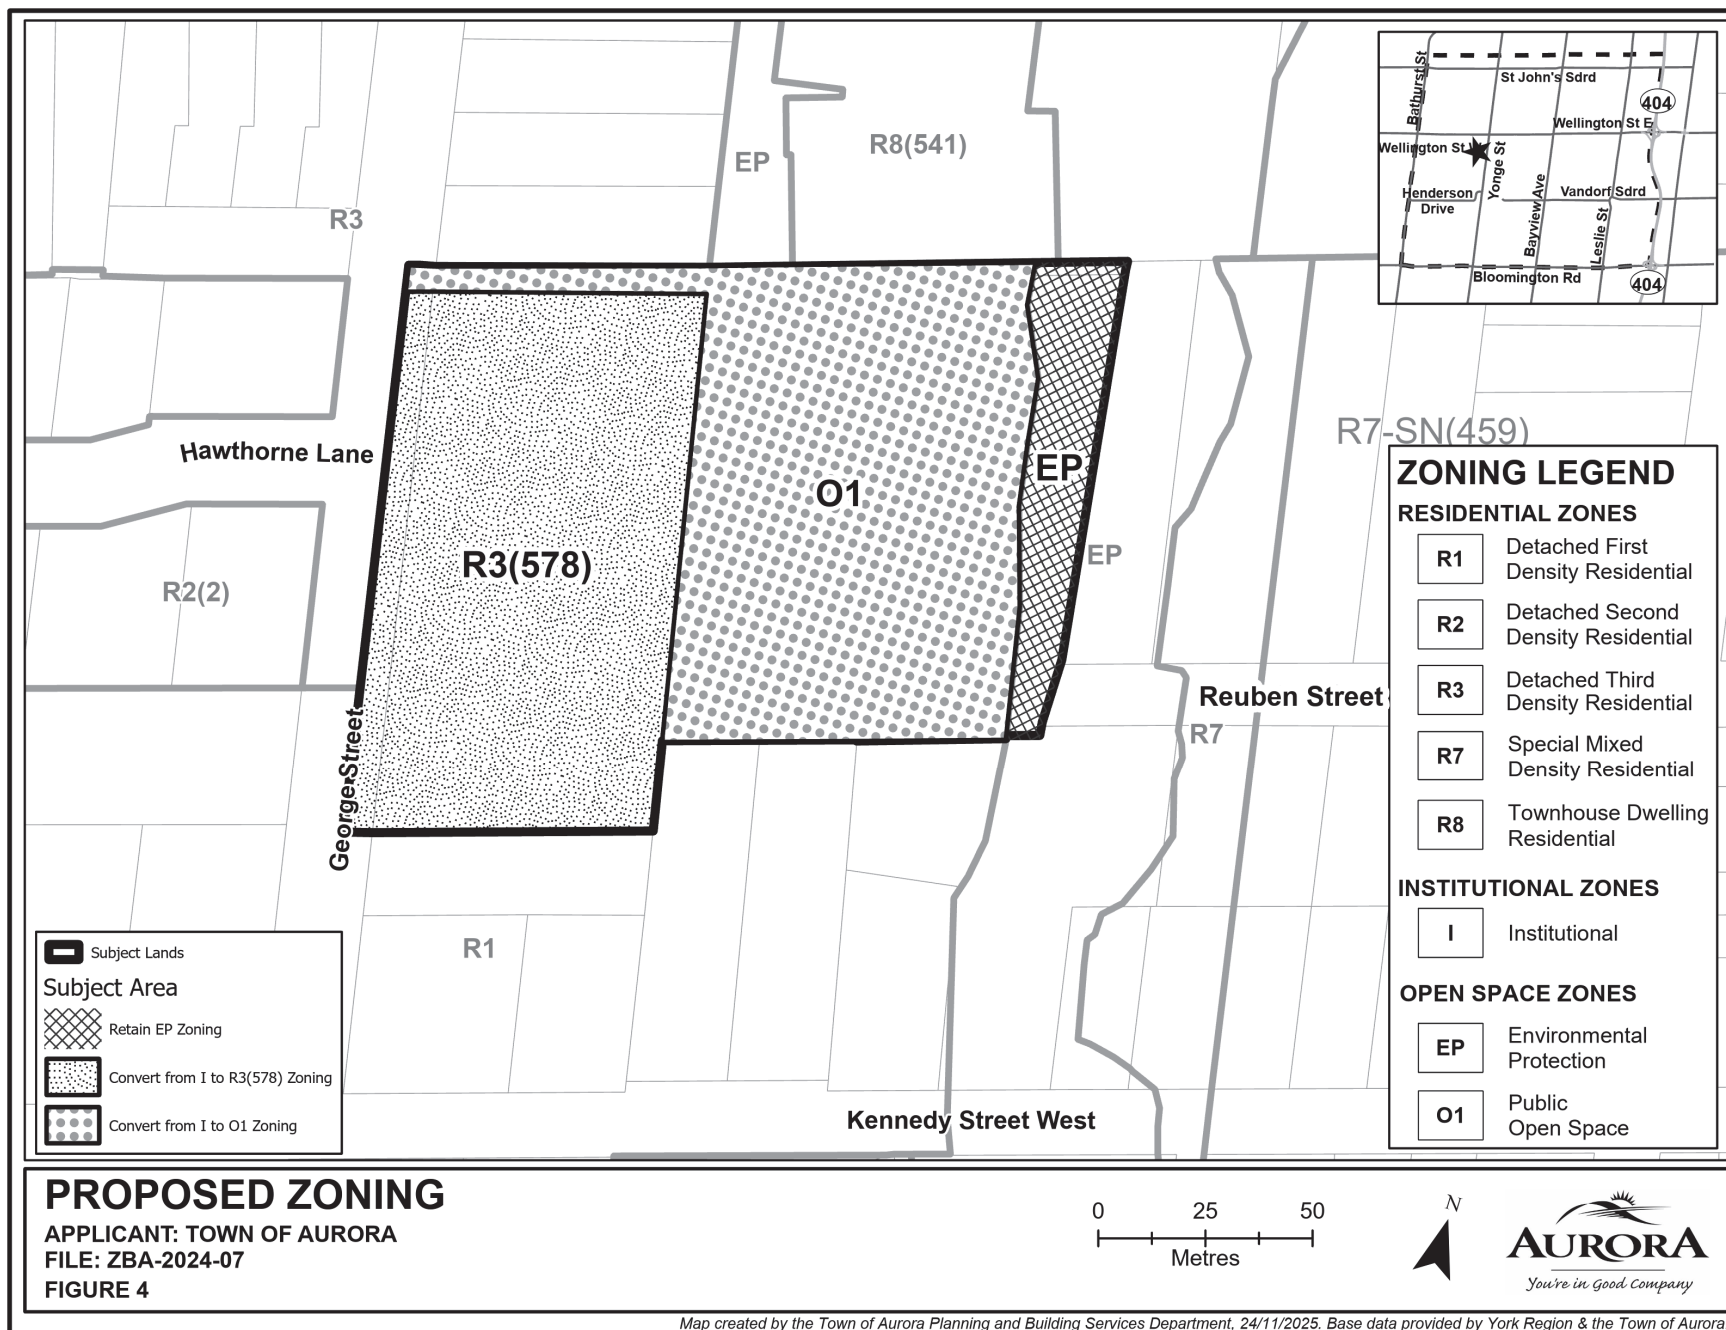 R3
EP
R8(541)
Hawthorne Lane
R2(2)
R3(578)
O1
EP
EP
R7-SN(459)
Reuben Street
R7
George Street
R1
Kennedy Street West
Bathurst St
St John's Sdrd
404
Wellington St E
Wellington St W
Yonge St
Henderson
Drive
Vandorf Sdrd
Bayview Ave
Leslie St
Bloomington Rd
404
ZONING LEGEND
RESIDENTIAL ZONES
R1 Detached First
Density Residential
R2 Detached Second
Density Residential
R3 Detached Third
Density Residential
R7 Special Mixed
Density Residential
R8 Townhouse Dwelling
Residential
INSTITUTIONAL ZONES
I Institutional
OPEN SPACE ZONES
EP Environmental
Protection
O1 Public
Open Space
Subject Lands
Subject Area
Retain EP Zoning
Convert from I to R3(578) Zoning
Convert from I to O1 Zoning
PROPOSED ZONING
APPLICANT: TOWN OF AURORA
FILE: ZBA-2024-07
FIGURE 4
0 25 50
Metres
N
AURORA
You're in Good Company
Map created by the Town of Aurora Planning and Building Services Department, 24/11/2025. Base data provided by York Region & the Town of Aurora